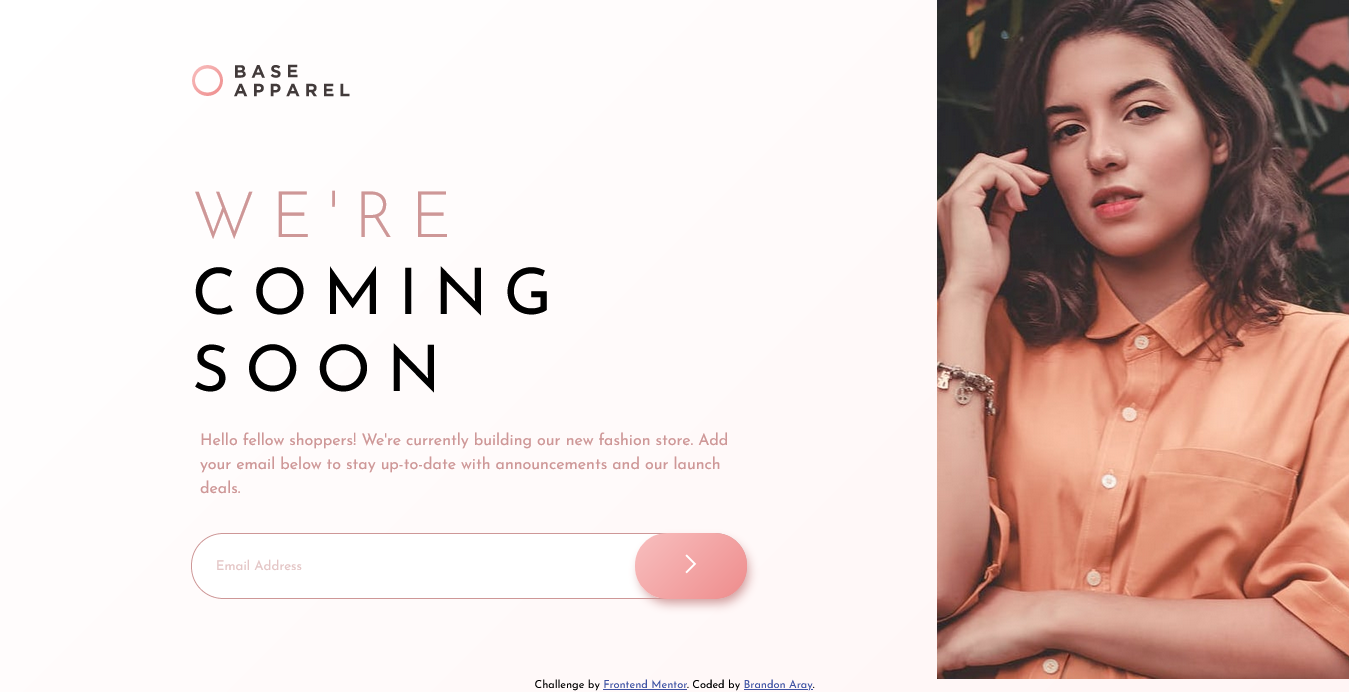 BASE
APPAREL
WE'RE
COMING
SOON
Hello fellow shoppers! We're currently building our new fashion store. Add
your email below to stay up-to-date with announcements and our launch
deals.
Email Address
Challenge by Frontend Mentor. Coded by Brandon Aray.